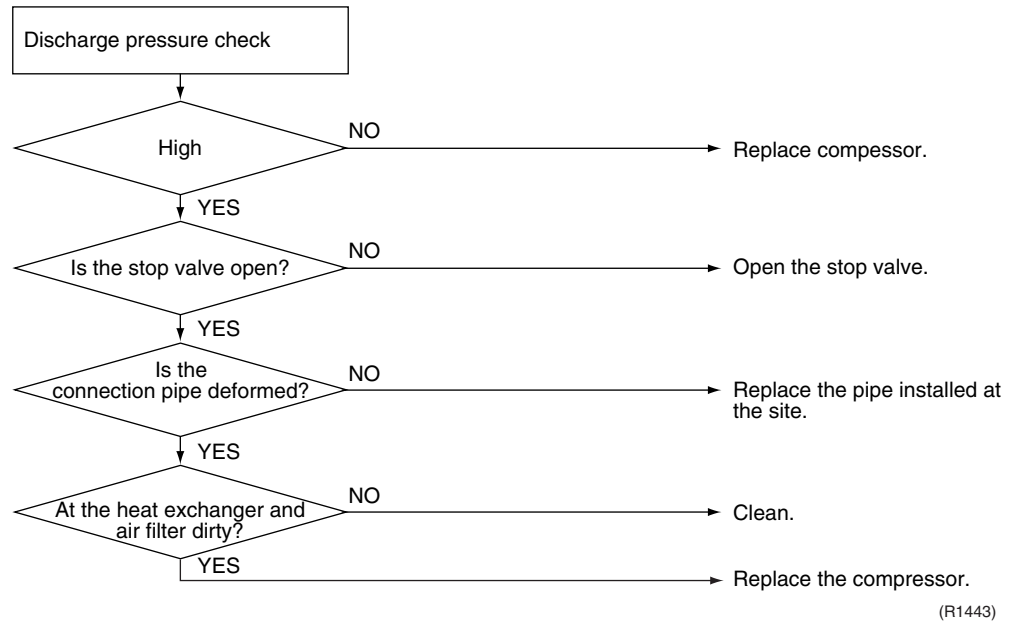 Discharge pressure check
High
NO
Replace compessor.
YES
Is the stop valve open?
NO
Open the stop valve.
YES
Is the
connection pipe deformed?
NO
Replace the pipe installed at
the site.
YES
At the heat exchanger and
air filter dirty?
NO
Clean.
YES
Replace the compressor.
(R1443)